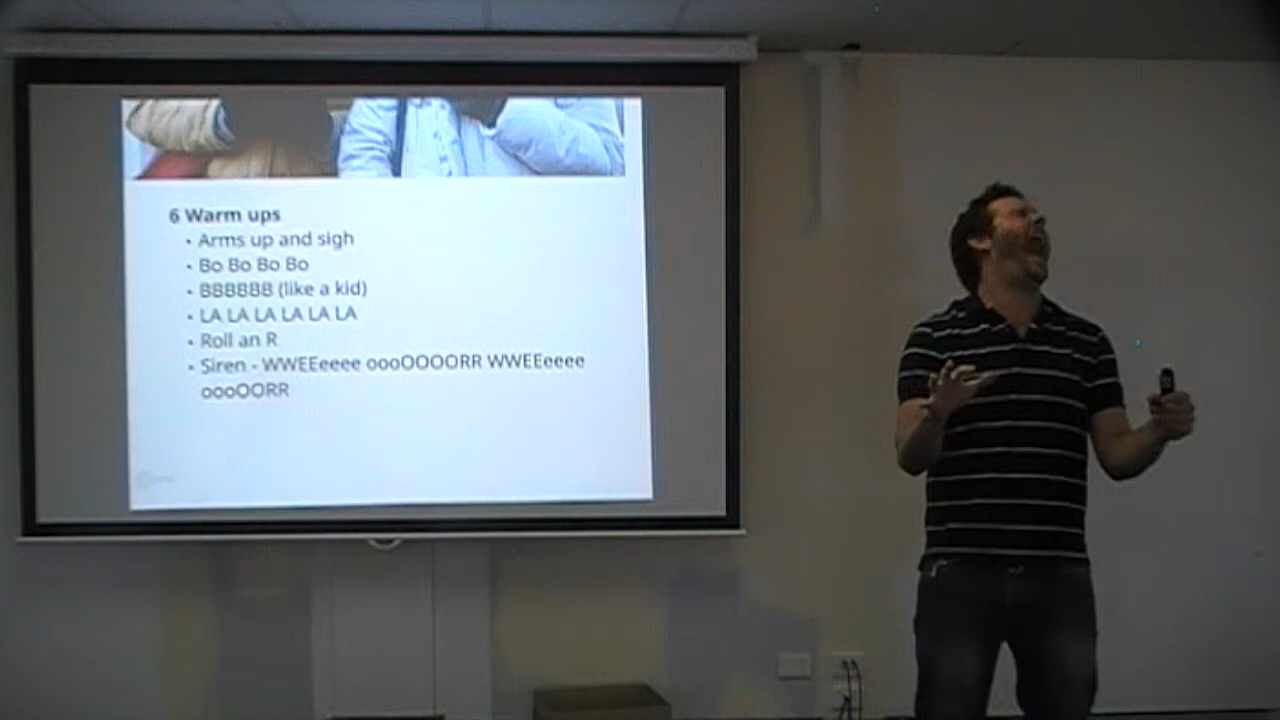 6 Warm ups
• Arms up and sigh
• Bo Bo Bo Bo
• BBBBBB (like a kid)
• LA LA LA LA LA LA
• Roll an R
• Siren - WWEEeeee oooOOOORR WWEEeeee
oooOORR